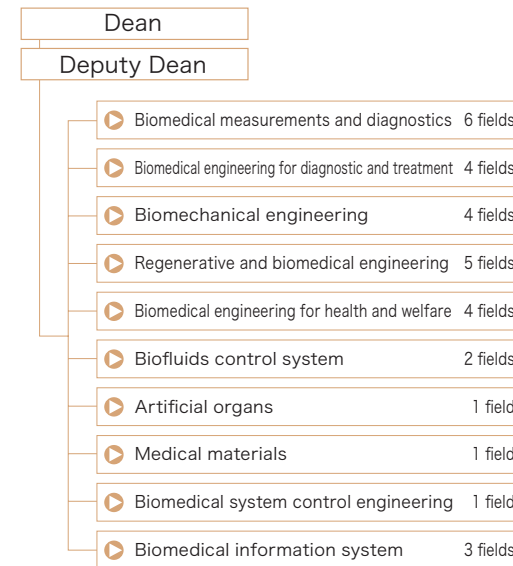 Dean
Deputy Dean
Biomedical measurements and diagnostics 6 fields
Biomedical engineering for diagnostic and treatment 4 fields
Biomechanical engineering 4 fields
Regenerative and biomedical engineering 5 fields
Biomedical engineering for health and welfare 4 fields
Biofluids control system 2 fields
Artificial organs 1 field
Medical materials 1 field
Biomedical system control engineering 1 field
Biomedical information system 3 fields